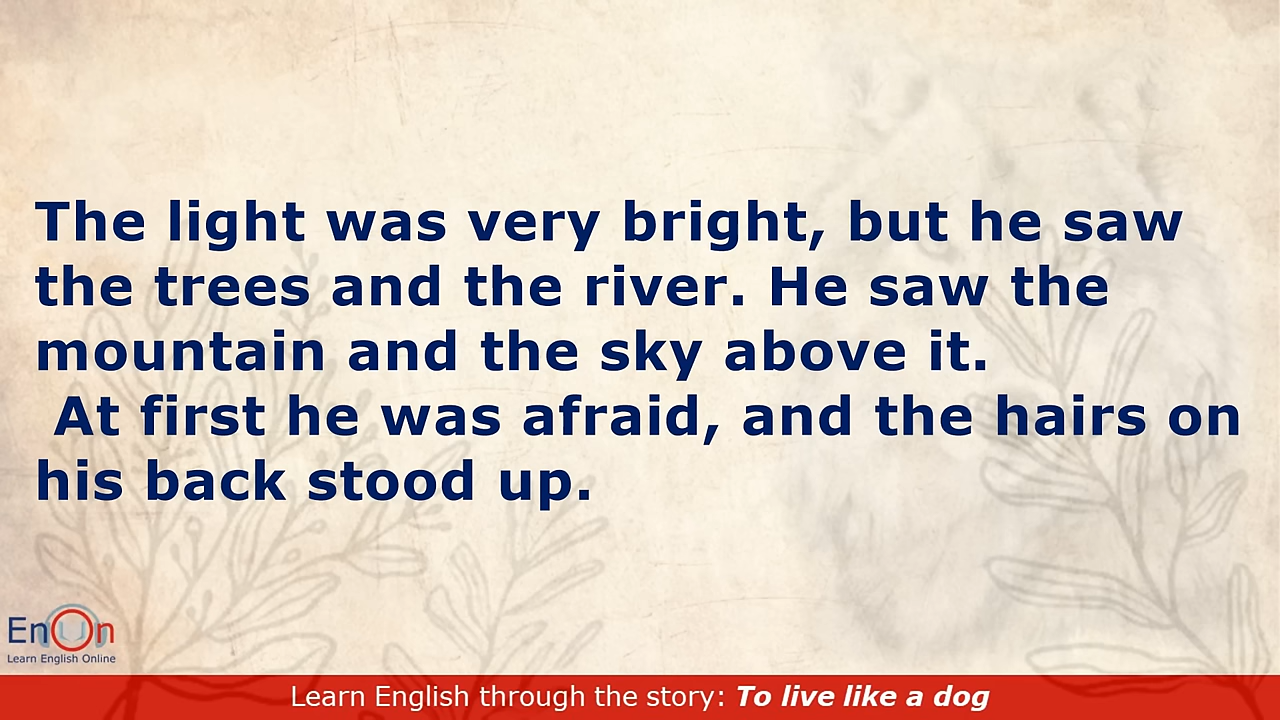 The light was very bright, but he saw
the trees and the river. He saw the
mountain and the sky above it.
At first he was afraid, and the hairs on
his back stood up.
EnOn
Learn English Online
Learn English through the story: To live like a dog